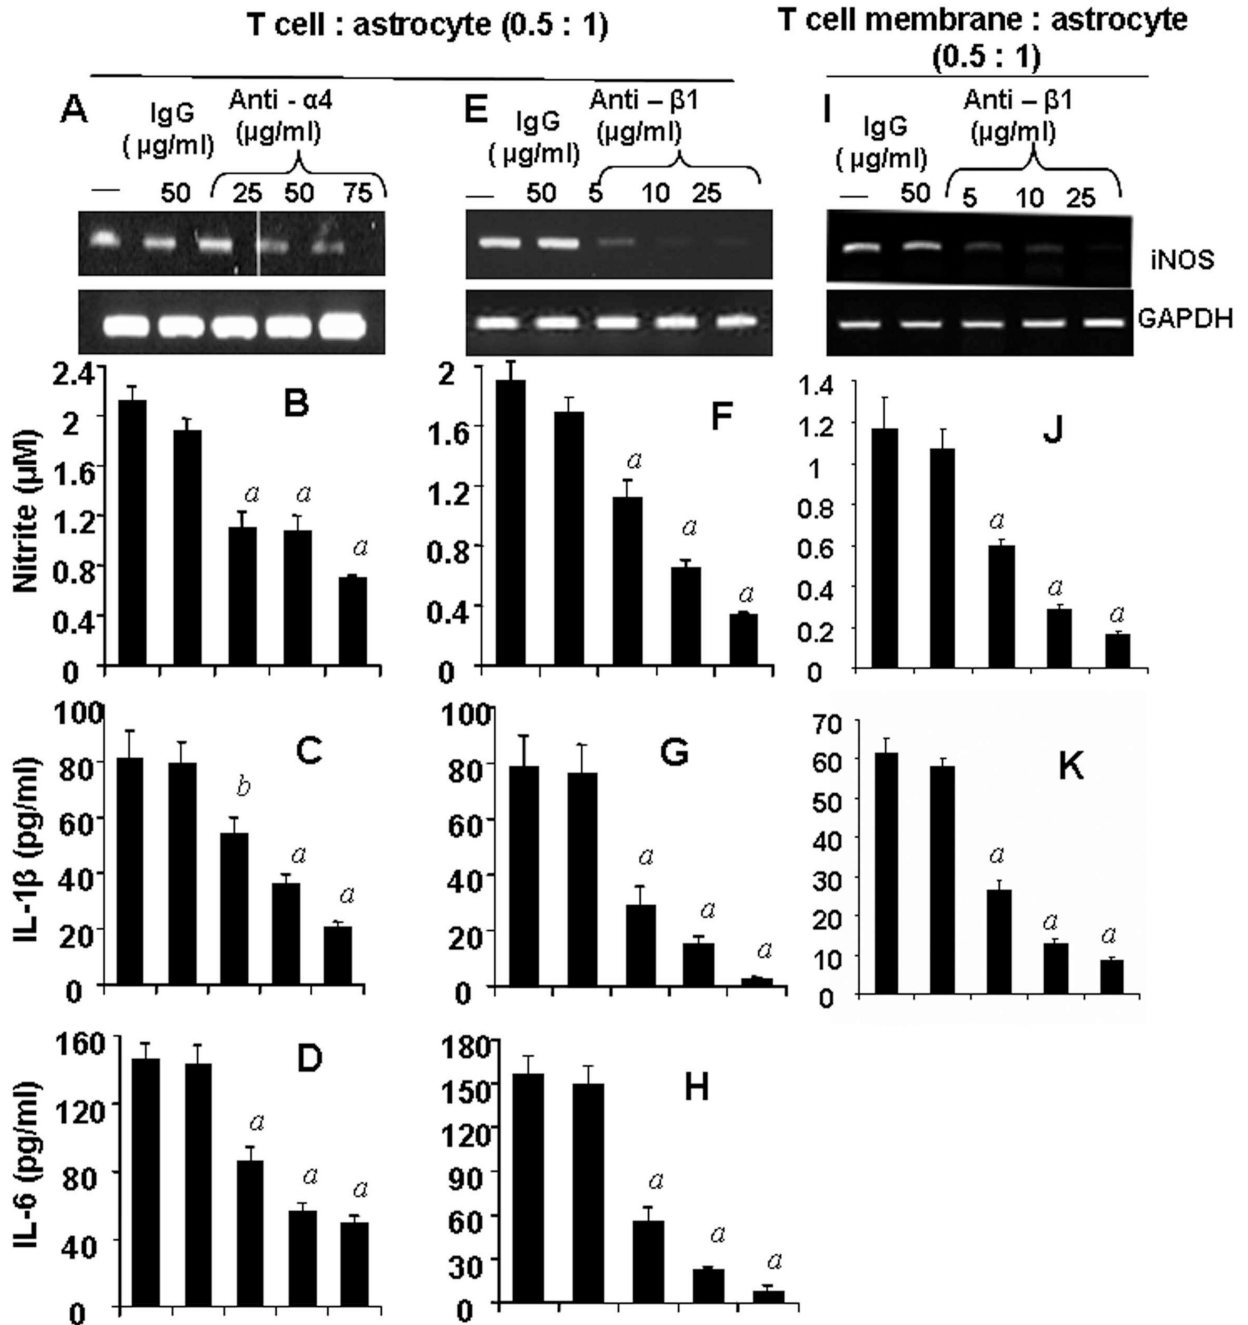 T cell : astrocyte (0.5 : 1)
T cell membrane : astrocyte
(0.5 : 1)
A
IgG
( µg/ml)
Anti - α4
(µg/ml)
— 50 25 50 75
E
IgG
( µg/ml)
Anti – β1
(µg/ml)
— 50 5 10 25
I
IgG
( µg/ml)
Anti – β1
(µg/ml)
— 50 5 10 25
iNOS
GAPDH
Nitrite (µM)
2.4
2
1.6
1.2
0.8
0.4
0
B
a a a
2
1.6
1.2
0.8
0.4
0
F
a a a
1.4
1.2
1
0.8
0.6
0.4
0.2
0
J
a a a
IL-1β (pg/ml)
100
80
60
40
20
0
C
b a a
100
80
60
40
20
0
G
a a a
70
60
50
40
30
20
10
0
K
a a a
IL-6 (pg/ml)
160
120
80
40
0
D
a a a
180
150
120
90
60
30
0
H
a a a